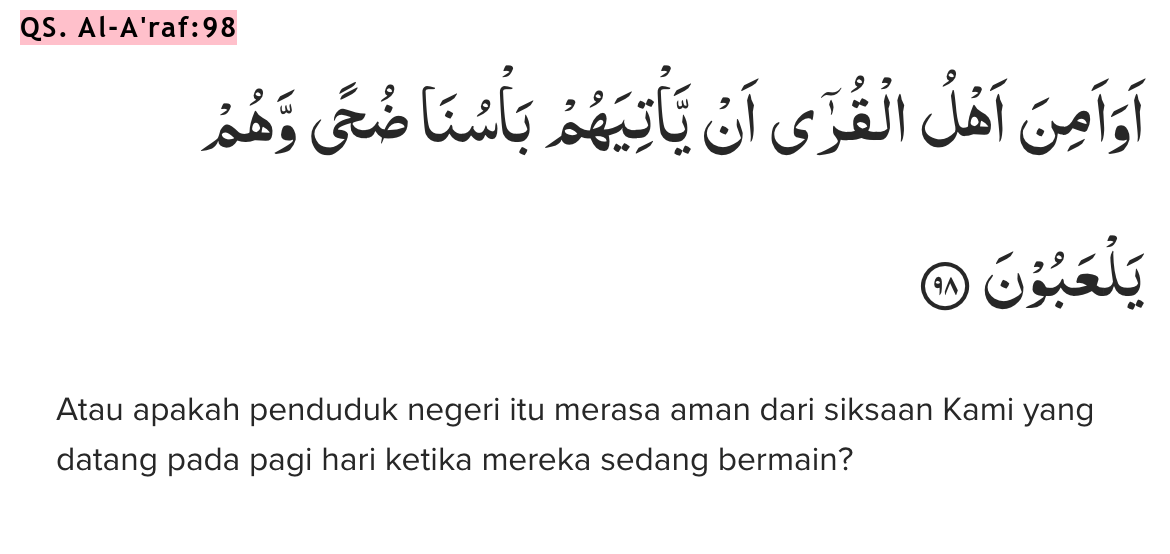 QS. Al-A'raf:98
اَوَاَمِنَ اَهْلُ الْقُرٰٓى اَنْ يَّأْتِيَهُمْ بَأْسُنَا ضُحًى وَّهُمْ
يَلْعَبُوْنَ ٩٨
Atau apakah penduduk negeri itu merasa aman dari siksaan Kami yang
datang pada pagi hari ketika mereka sedang bermain?